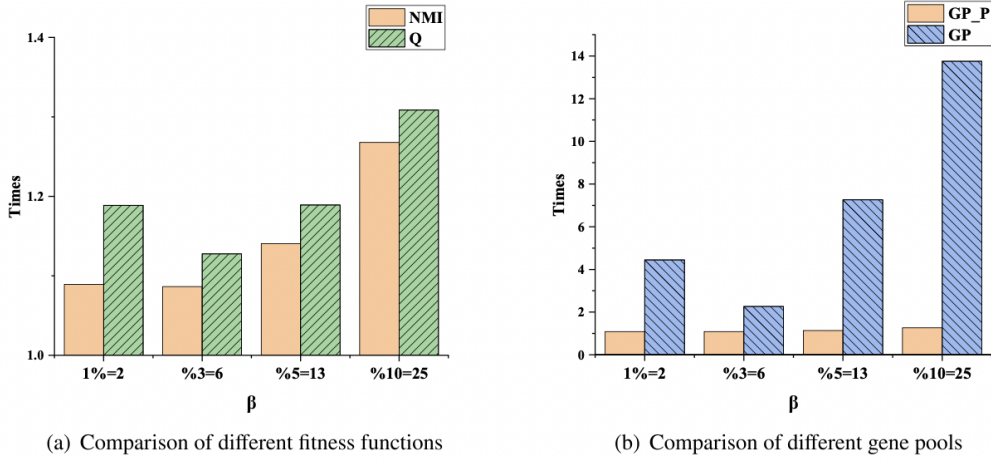 NMI
Q
1.4
1.2
1.0
Times
1%=2 %3=6 %5=13 %10=25
β
(a) Comparison of different fitness functions
GP_P
GP
14
12
10
8
6
4
2
0
Times
1%=2 %3=6 %5=13 %10=25
β
(b) Comparison of different gene pools